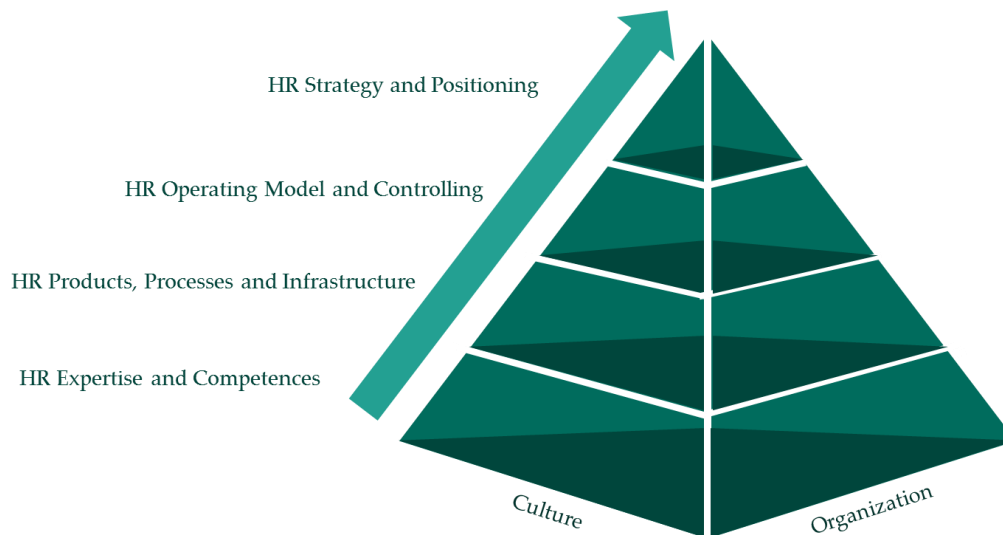 HR Strategy and Positioning
HR Operating Model and Controlling
HR Products, Processes and Infrastructure
HR Expertise and Competences
Culture
Organization